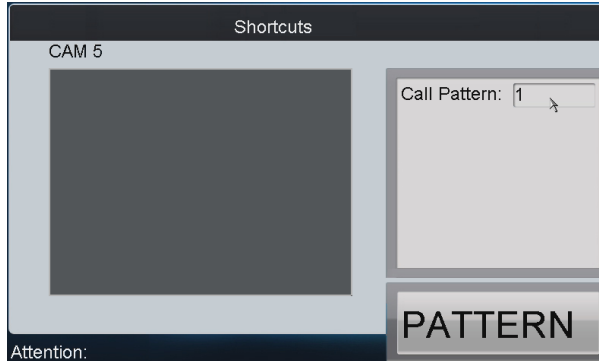 Shortcuts
CAM 5
Call Pattern: 1
PATTERN
Attention: